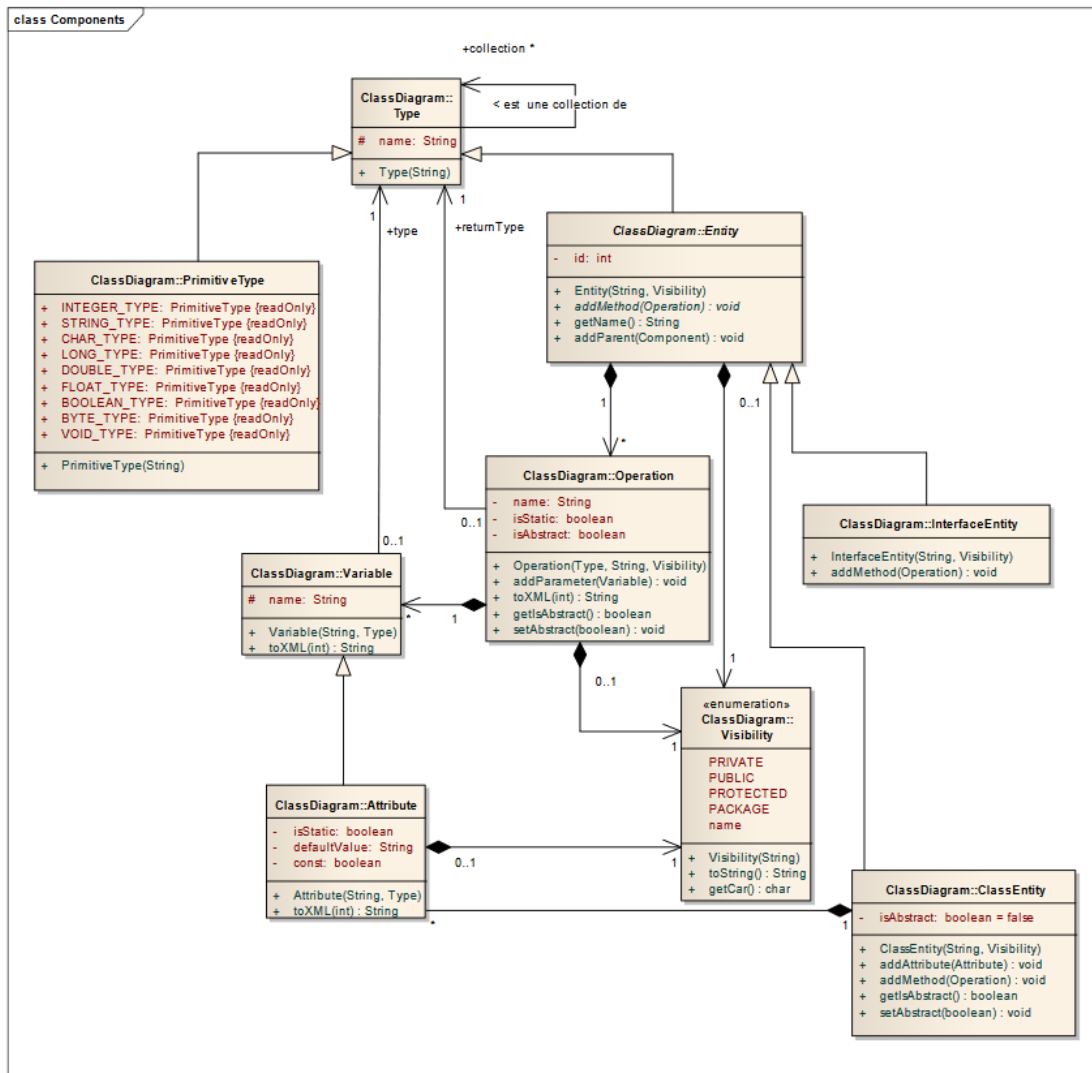 class Components
+collection *
< est une collection de
ClassDiagram::
Type
# name: String
+ Type(String)
1
+type
1
+returnType
ClassDiagram::Entity
- id: int
+ Entity(String, Visibility)
+ addMethod(Operation) : void
+ getName() : String
+ addParent(Component) : void
ClassDiagram::PrimitiveType
+ INTEGER_TYPE: PrimitiveType {readOnly}
+ STRING_TYPE: PrimitiveType {readOnly}
+ CHAR_TYPE: PrimitiveType {readOnly}
+ LONG_TYPE: PrimitiveType {readOnly}
+ DOUBLE_TYPE: PrimitiveType {readOnly}
+ FLOAT_TYPE: PrimitiveType {readOnly}
+ BOOLEAN_TYPE: PrimitiveType {readOnly}
+ BYTE_TYPE: PrimitiveType {readOnly}
+ VOID_TYPE: PrimitiveType {readOnly}
+ PrimitiveType(String)
1
0..1
*
ClassDiagram::Operation
- name: String
- isStatic: boolean
- isAbstract: boolean
+ Operation(Type, String, Visibility)
+ addParameter(Variable) : void
+ toXML(int) : String
+ getIsAbstract() : boolean
+ setAbstract(boolean) : void
0..1
ClassDiagram::InterfaceEntity
+ InterfaceEntity(String, Visibility)
+ addMethod(Operation) : void
0..1
ClassDiagram::Variable
# name: String
+ Variable(String, Type)
+ toXML(int) : String
*
1
0..1
1
1
«enumeration»
ClassDiagram::
Visibility
PRIVATE
PUBLIC
PROTECTED
PACKAGE
name
+ Visibility(String)
+ toString() : String
+ getCar() : char
ClassDiagram::Attribute
- isStatic: boolean
- defaultValue: String
- const: boolean
+ Attribute(String, Type)
+ toXML(int) : String
0..1
1
*
1
ClassDiagram::ClassEntity
- isAbstract: boolean = false
+ ClassEntity(String, Visibility)
+ addAttribute(Attribute) : void
+ addMethod(Operation) : void
+ getIsAbstract() : boolean
+ setAbstract(boolean) : void